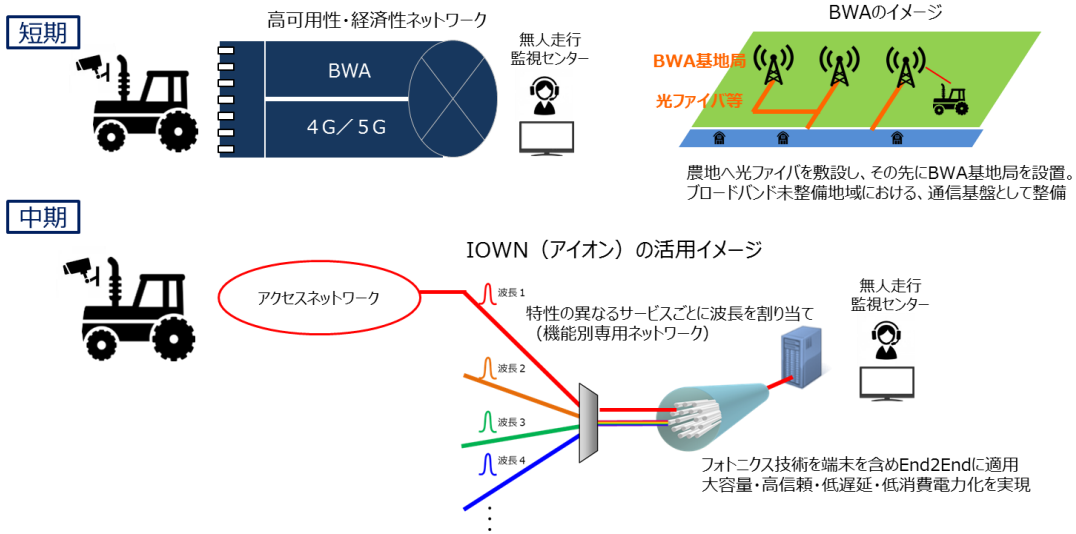 短期
高可用性・経済性ネットワーク
BWA
４G／５G
無人走行
監視センター
BWAのイメージ
BWA基地局
光ファイバ等
農地へ光ファイバを敷設し、その先にBWA基地局を設置。
ブロードバンド未整備地域における、通信基盤として整備
中期
IOWN（アイオン）の活用イメージ
アクセスネットワーク
波長１
特性の異なるサービスごとに波長を割り当て
（機能別専用ネットワーク）
無人走行
監視センター
波長２
波長３
波長４
フォトニクス技術を端末を含めEnd2Endに適用
大容量・高信頼・低遅延・低消費電力化を実現